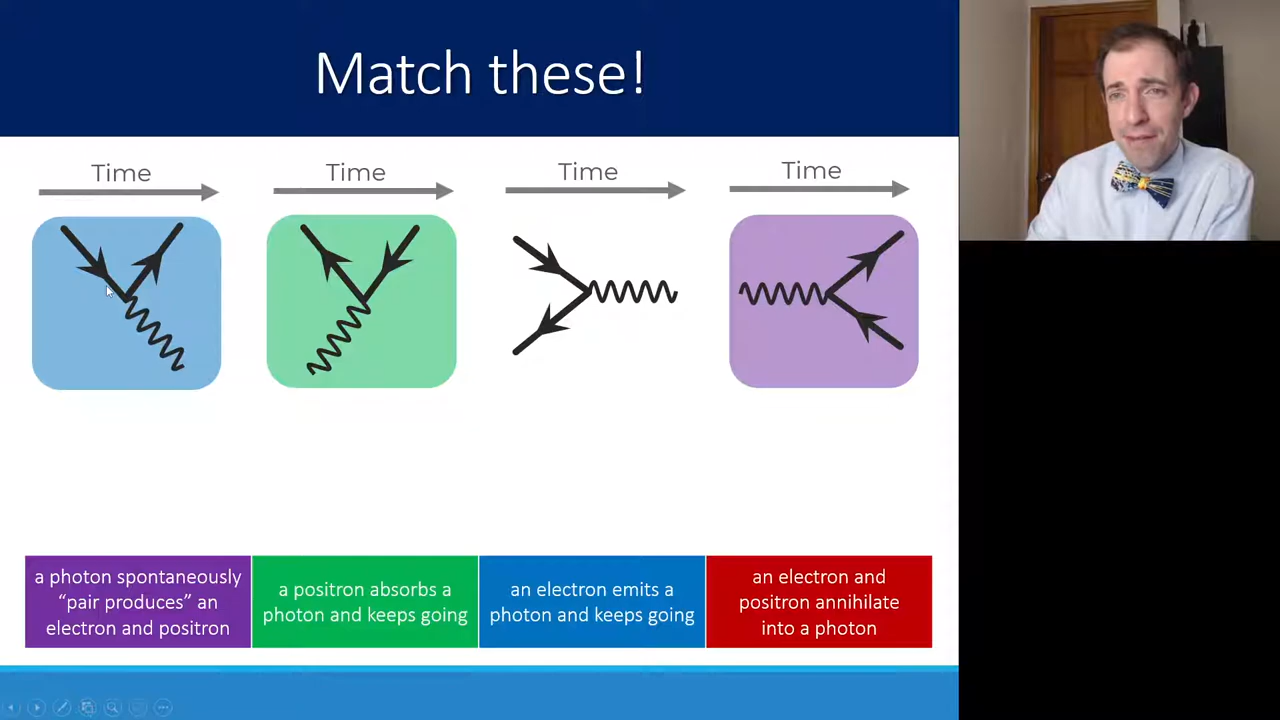 Match these!
Time
Time
Time
Time
a photon spontaneously
“pair produces” an
electron and positron
a positron absorbs a
photon and keeps going
an electron emits a
photon and keeps going
an electron and
positron annihilate
into a photon